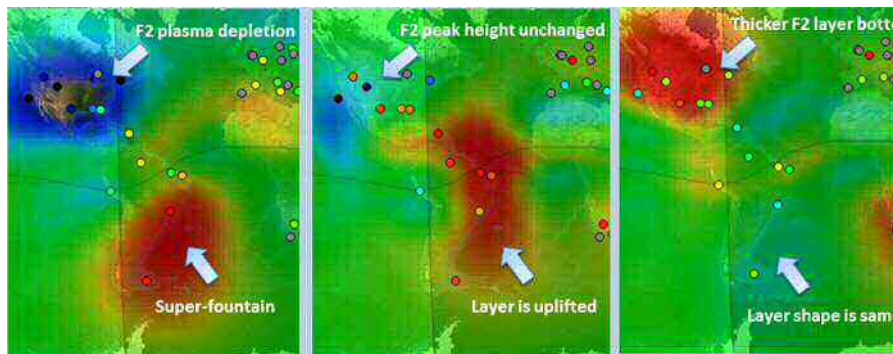 F2 plasma depletion
Super-fountain
F2 peak height unchanged
Layer is uplifted
Thicker F2 layer bott
Layer shape is sam